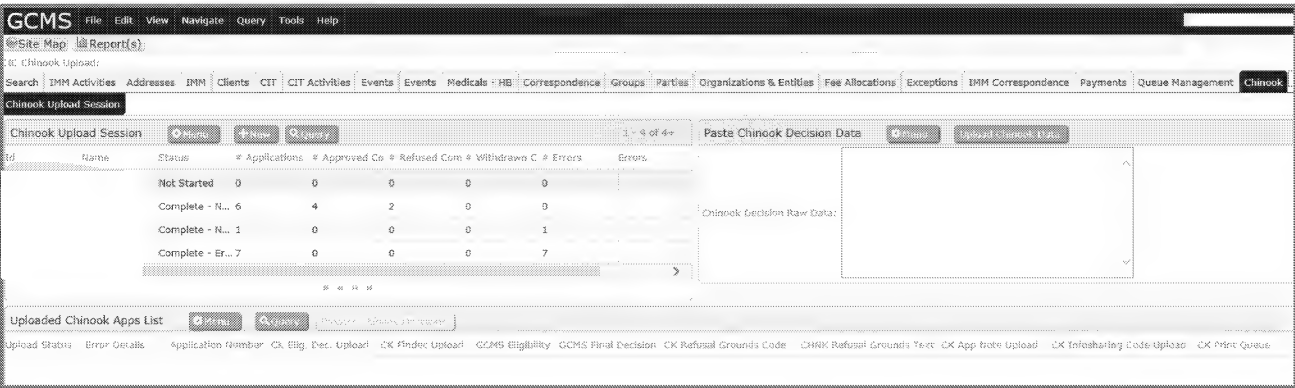 GCMS File Edit View Navigate Query Tools Help
Site Map Report(s)
Chinook Upload:
Search IMM Activities Addresses IMM Clients CIT CIT Activities Events Events Medicals - HB Correspondence Groups Parties Organizations & Entities Fee Allocations Exceptions IMM Correspondence Payments Queue Management Chinook
Chinook Upload Session
Chinook Upload Session Menu New Query 1 - 4 of 4+
Id Name Status # Applications # Approved Co # Refused Com # Withdrawn C # Errors Errors
Not Started 0 0 0 0 0
Complete - N... 6 4 2 0 0
Complete - N... 1 0 0 0 1
Complete - Er... 7 0 0 0 7
Paste Chinook Decision Data Menu Upload Chinook Data
Chinook Decision Raw Data:
Uploaded Chinook Apps List Menu Query
Upload Status Error Details Application Number CK Elig. Dec. Upload CK Findec Upload GCMS Eligibility GCMS Final Decision CK Refusal Grounds Code CHNK Refusal Grounds Text CK App Note Upload CK Infosharing Code Upload CK Print Queue